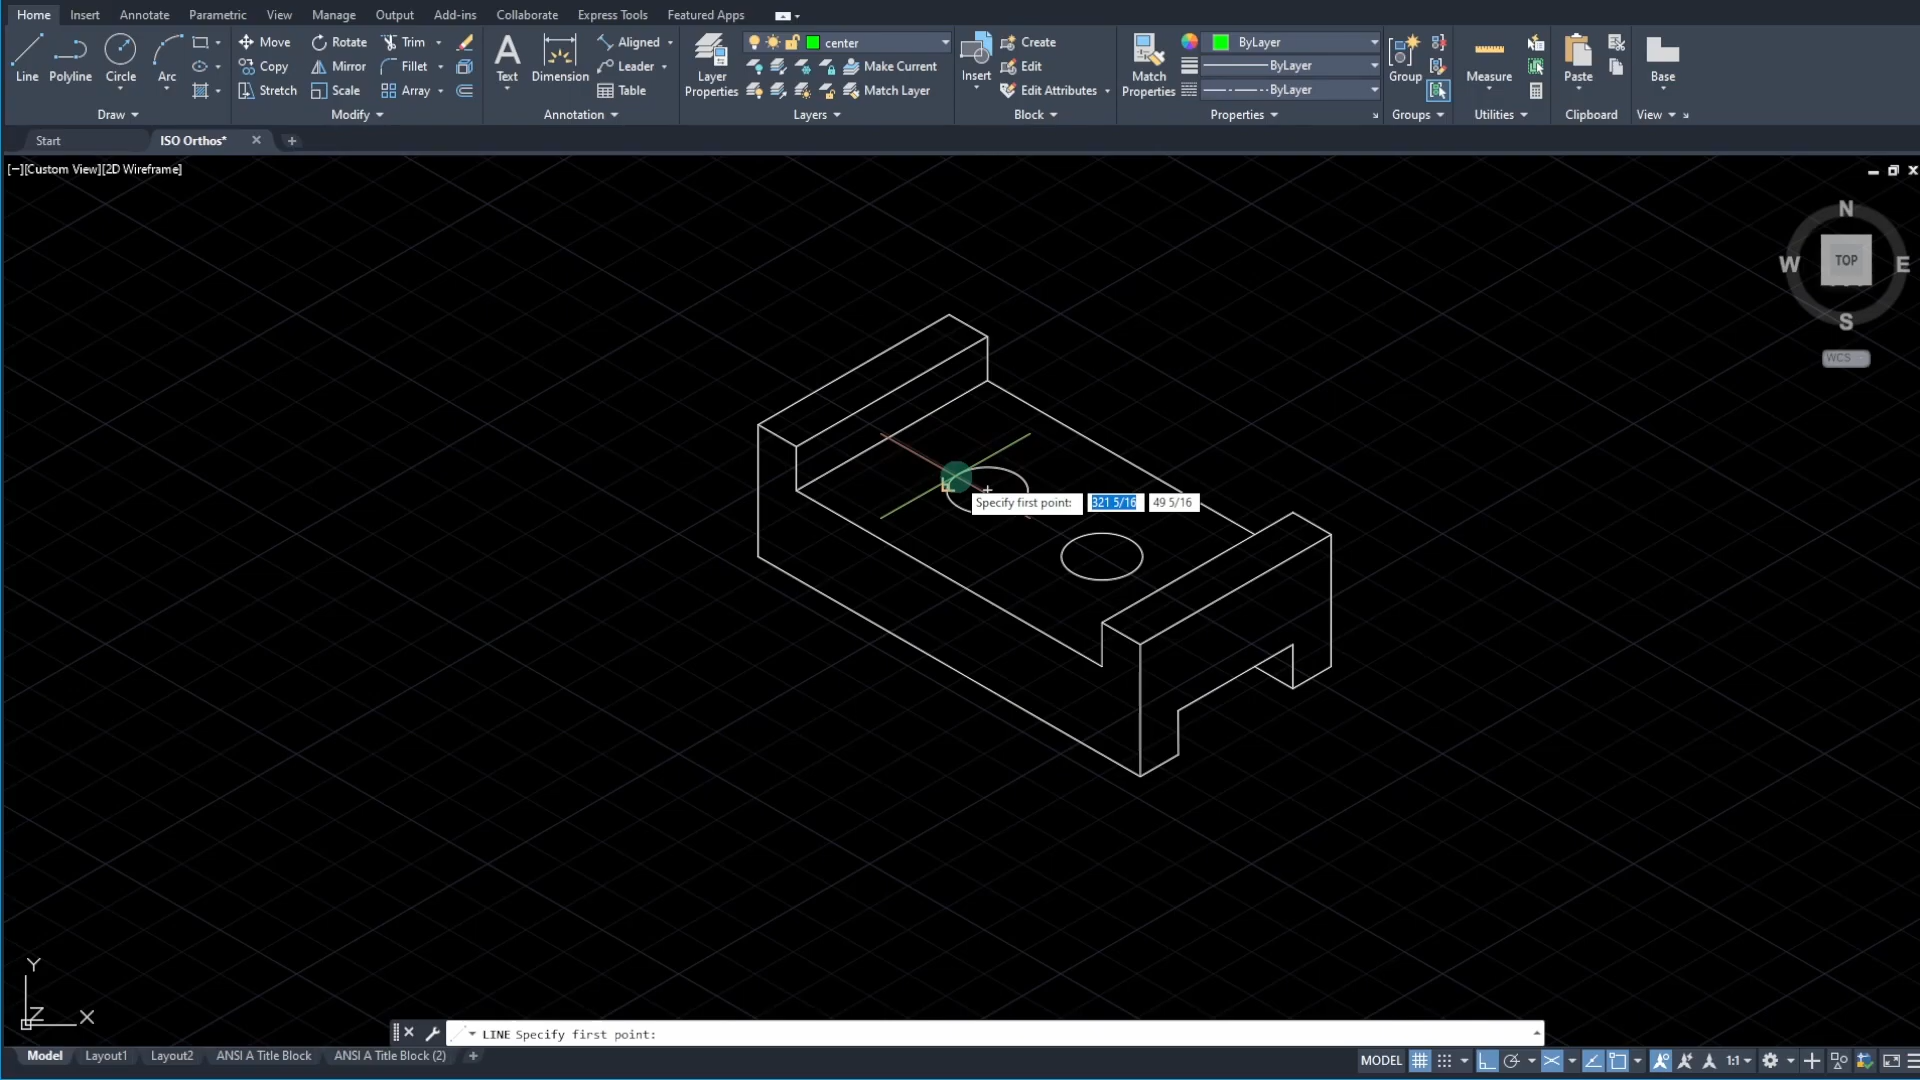 Home Insert Annotate Parametric View Manage Output Add-ins Collaborate Express Tools Featured Apps
Line Polyline Circle Arc
Move Rotate Trim
Copy Mirror Fillet
Stretch Scale Array
Text Dimension
Aligned
Leader
Table
Layer Properties
center
Make Current
Match Layer
Insert
Create
Edit
Edit Attributes
Match Properties
ByLayer
ByLayer
ByLayer
Group
Measure
Paste
Base
Draw Modify Annotation Layers Block Properties Groups Utilities Clipboard View
Start ISO Orthos*
[−][Custom View][2D Wireframe]
N
W TOP E
S
WCS
Specify first point: 321 5/16 49 5/16
Y
Z X
LINE Specify first point:
Model Layout1 Layout2 ANSI A Title Block ANSI A Title Block (2) +
MODEL 1:1